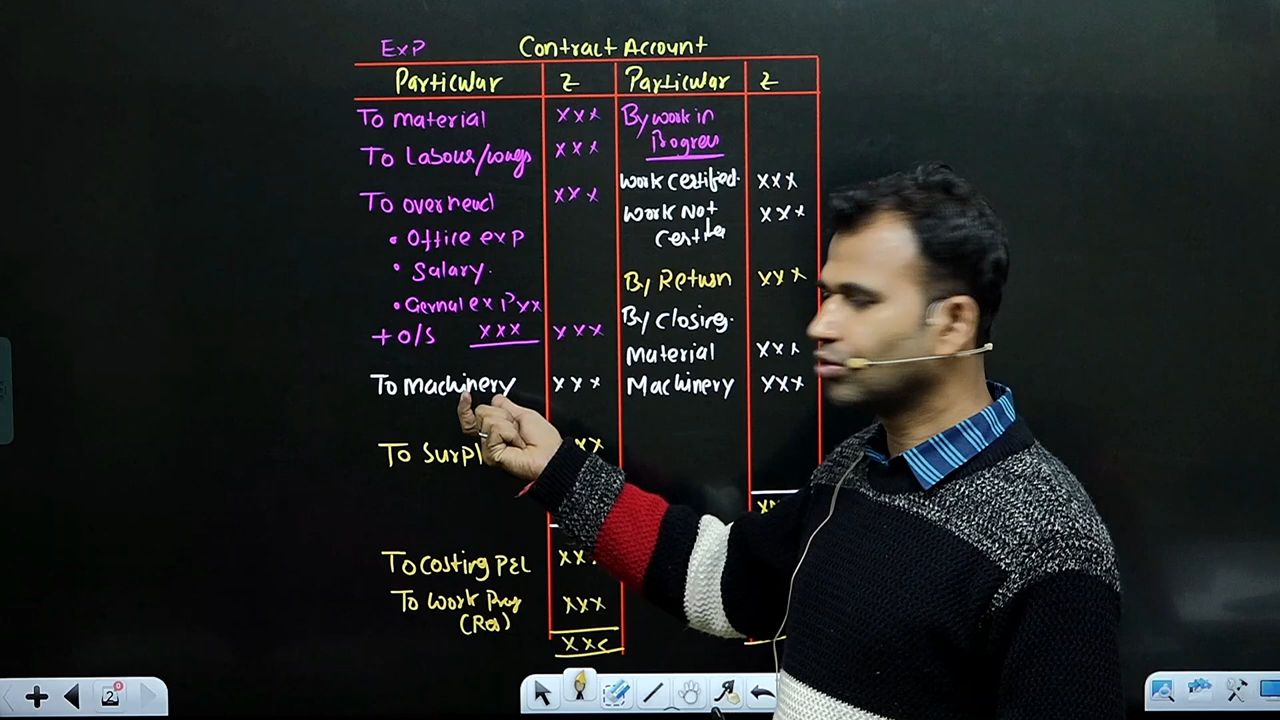 Exp
Contract Account
Particular ₹ Particular ₹
To material xxx By work in
Progress
To Labour/wages xxx
Work Certified. xxx
To overhead xxx Work Not xxx
• Office exp
• Salary. By Return xxx
• Gernal exp xx By Closing.
+ O/S xxx xxx
Material xxx
To machinery xxx Machinery xxx
To Surpl xx
To Costing P&L xx
To work Prog xxx
(Res)
xxx
2